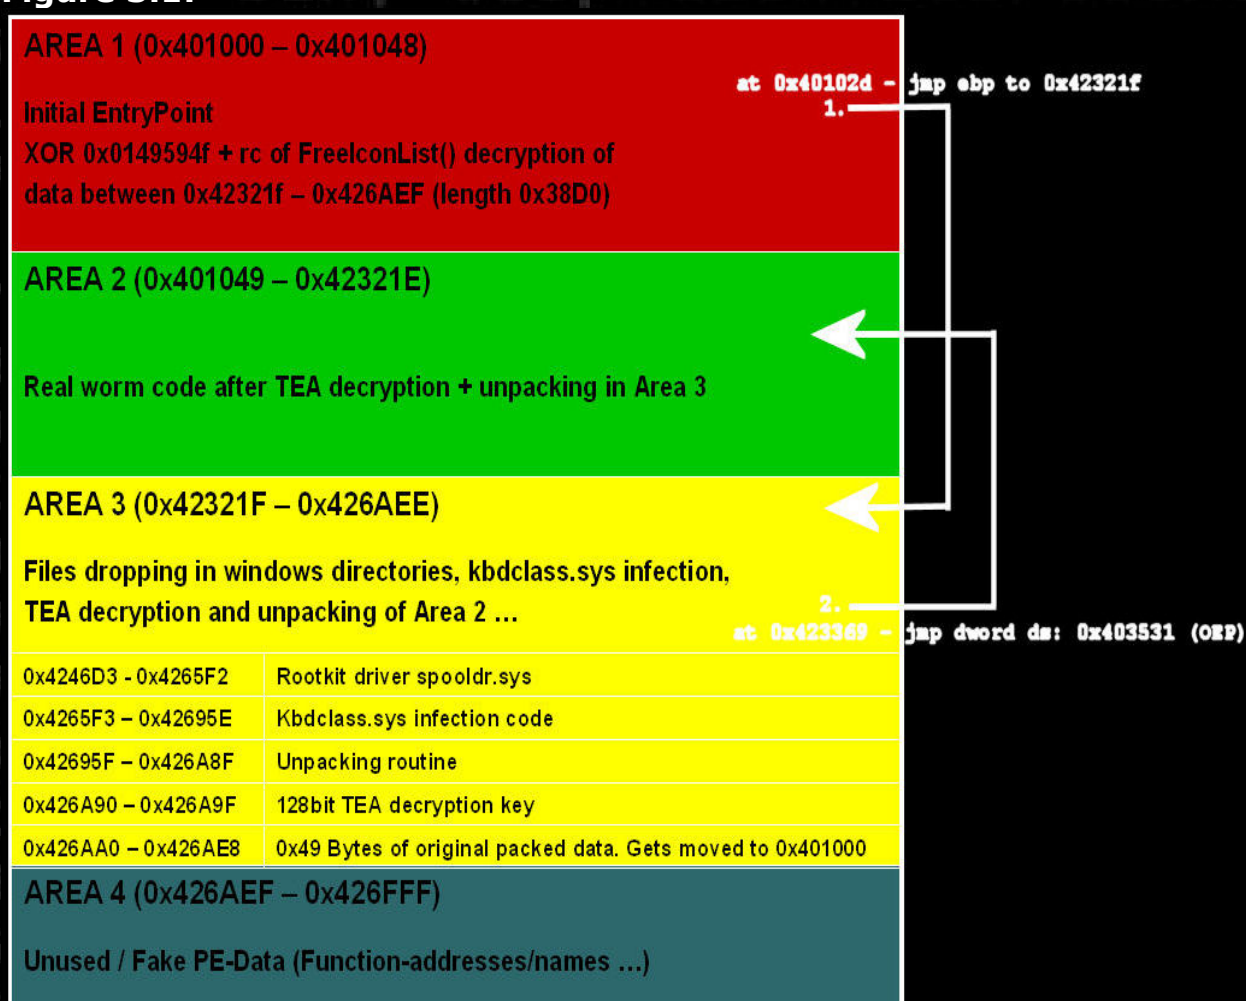 AREA 1 (0x401000 – 0x401048)
at 0x40102d - jmp ebp to 0x42321f
1.
Initial EntryPoint
XOR 0x0149594f + rc of FreeIconList() decryption of
data between 0x42321f – 0x426AEF (length 0x38D0)
AREA 2 (0x401049 – 0x42321E)
Real worm code after TEA decryption + unpacking in Area 3
AREA 3 (0x42321F – 0x426AEE)
Files dropping in windows directories, kbdclass.sys infection,
TEA decryption and unpacking of Area 2 ...
2.
at 0x423369 - jmp dword ds: 0x403531 (OEP)
0x4246D3 - 0x4265F2 Rootkit driver spooldr.sys
0x4265F3 – 0x42695E Kbdclass.sys infection code
0x42695F – 0x426A8F Unpacking routine
0x426A90 – 0x426A9F 128bit TEA decryption key
0x426AA0 – 0x426AE8 0x49 Bytes of original packed data. Gets moved to 0x401000
AREA 4 (0x426AEF – 0x426FFF)
Unused / Fake PE-Data (Function-addresses/names ...)